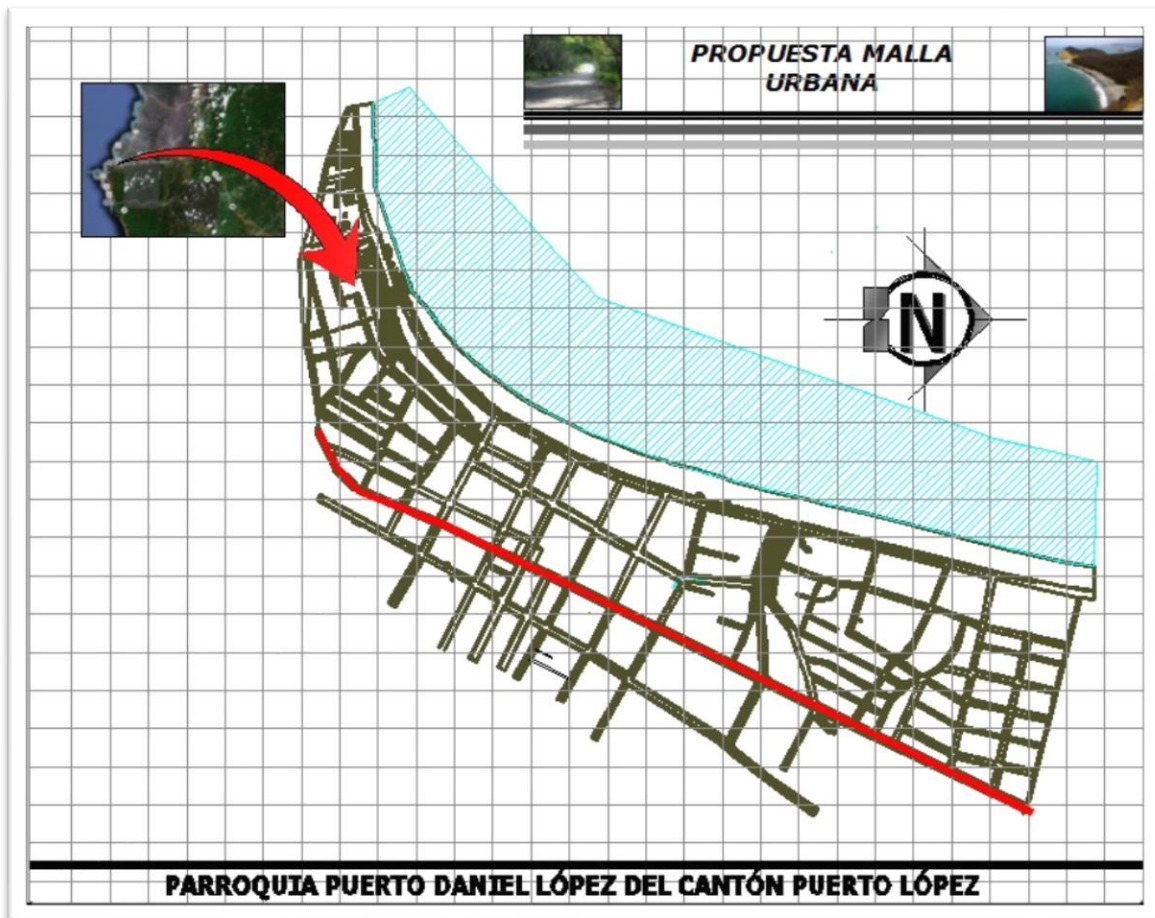 PROPUESTA MALLA
URBANA
N
PARROQUIA PUERTO DANIEL LÓPEZ DEL CANTÓN PUERTO LÓPEZ